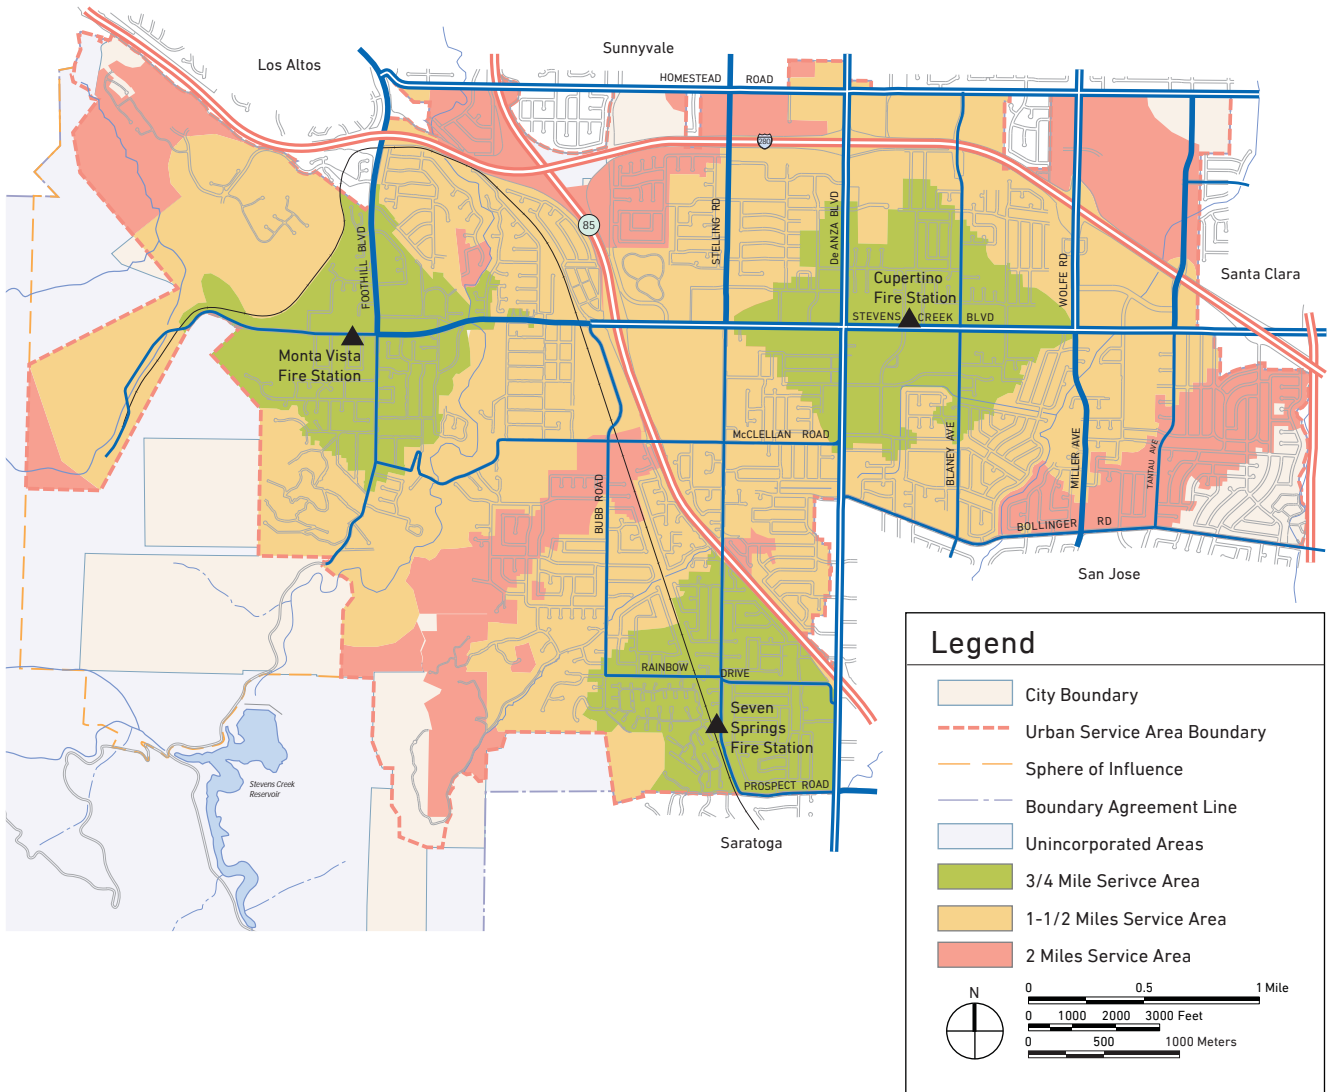 Sunnyvale
Los Altos
HOMESTEAD ROAD
280
85
STELLING RD
DeANZA BLVD
FOOTHILL BLVD
WOLFE RD
Santa Clara
Cupertino
Fire Station
STEVENS CREEK BLVD
Monta Vista
Fire Station
McCLELLAN ROAD
BLANEY AVE
MILLER AVE
TANTAU AVE
BUBB ROAD
BOLLINGER RD
San Jose
RAINBOW DRIVE
Seven
Springs
Fire Station
PROSPECT ROAD
Stevens Creek
Reservoir
Saratoga
Legend
City Boundary
Urban Service Area Boundary
Sphere of Influence
Boundary Agreement Line
Unincorporated Areas
3/4 Mile Serivce Area
1-1/2 Miles Service Area
2 Miles Service Area
N
0 0.5 1 Mile
0 1000 2000 3000 Feet
0 500 1000 Meters